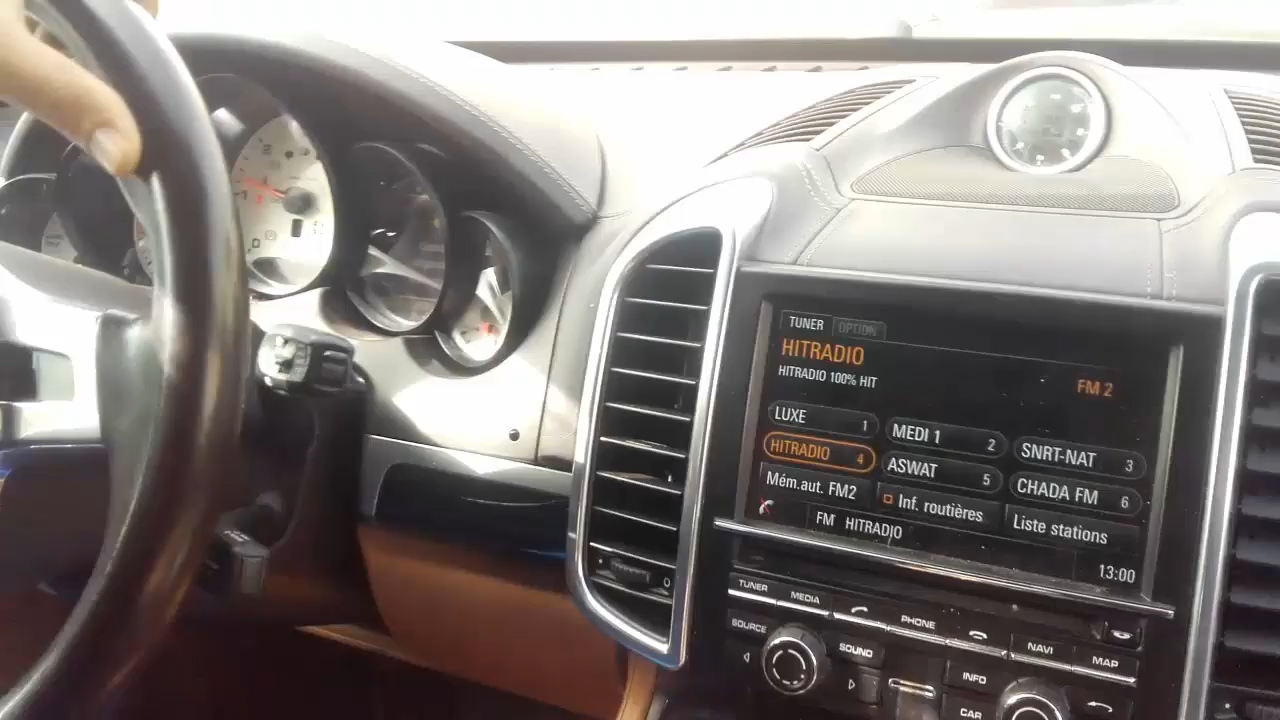 TUNER OPTION
HITRADIO
HITRADIO 100% HIT
FM 2
LUXE 1
MEDI 1 2
SNRT-NAT 3
HITRADIO 4
ASWAT 5
CHADA FM 6
Mém.aut. FM2
Inf. routières
Liste stations
FM HITRADIO
13:00
TUNER
MEDIA
PHONE
NAVI
MAP
SOURCE
SOUND
INFO
CAR